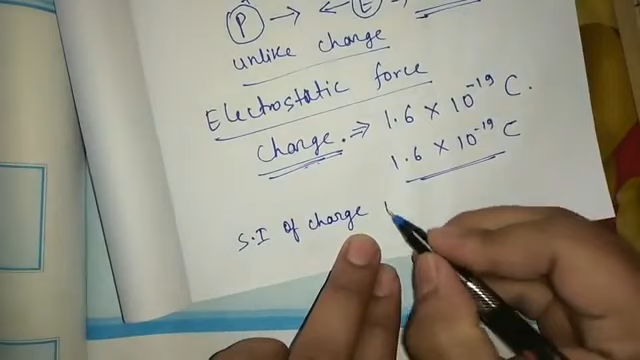 P → ← E →
unlike charge
Electrostatic force
charge. ⇒ 1.6 × 10⁻¹⁹ C.
1.6 × 10⁻¹⁹ C
S.I of charge